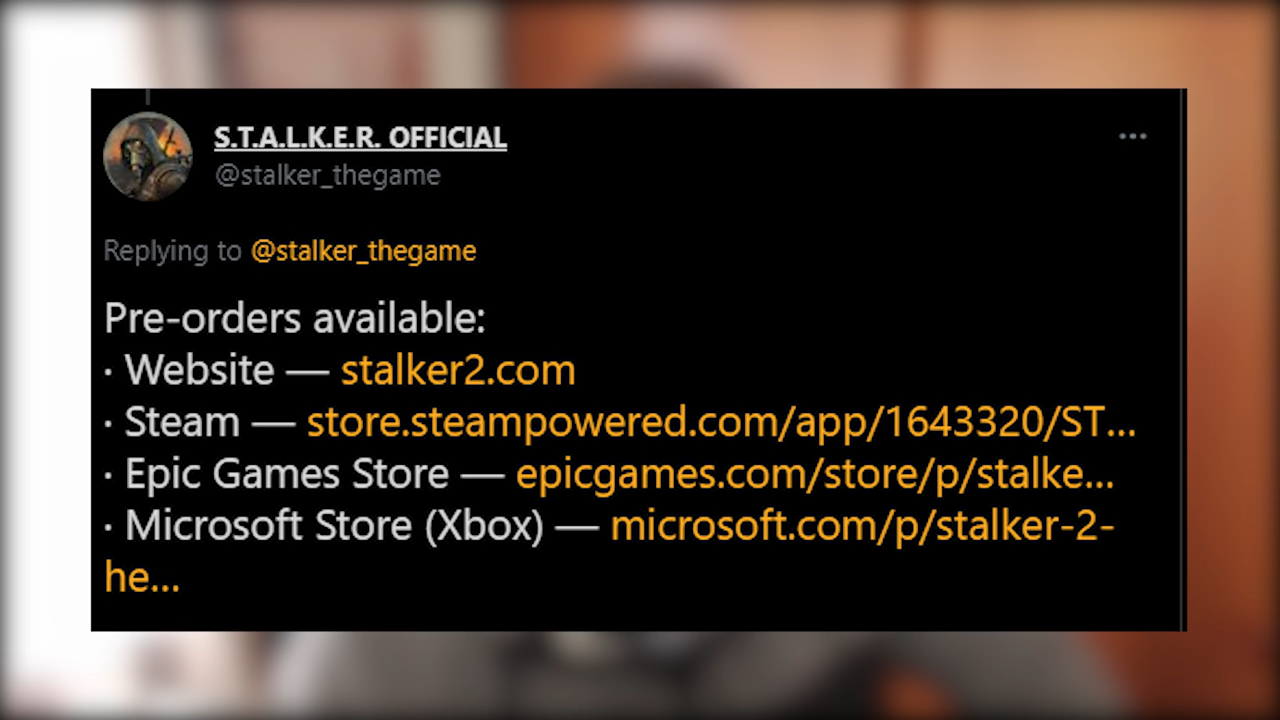 S.T.A.L.K.E.R. OFFICIAL
@stalker_thegame
Replying to @stalker_thegame
Pre-orders available:
· Website — stalker2.com
· Steam — store.steampowered.com/app/1643320/ST...
· Epic Games Store — epicgames.com/store/p/stalke...
· Microsoft Store (Xbox) — microsoft.com/p/stalker-2-
he...